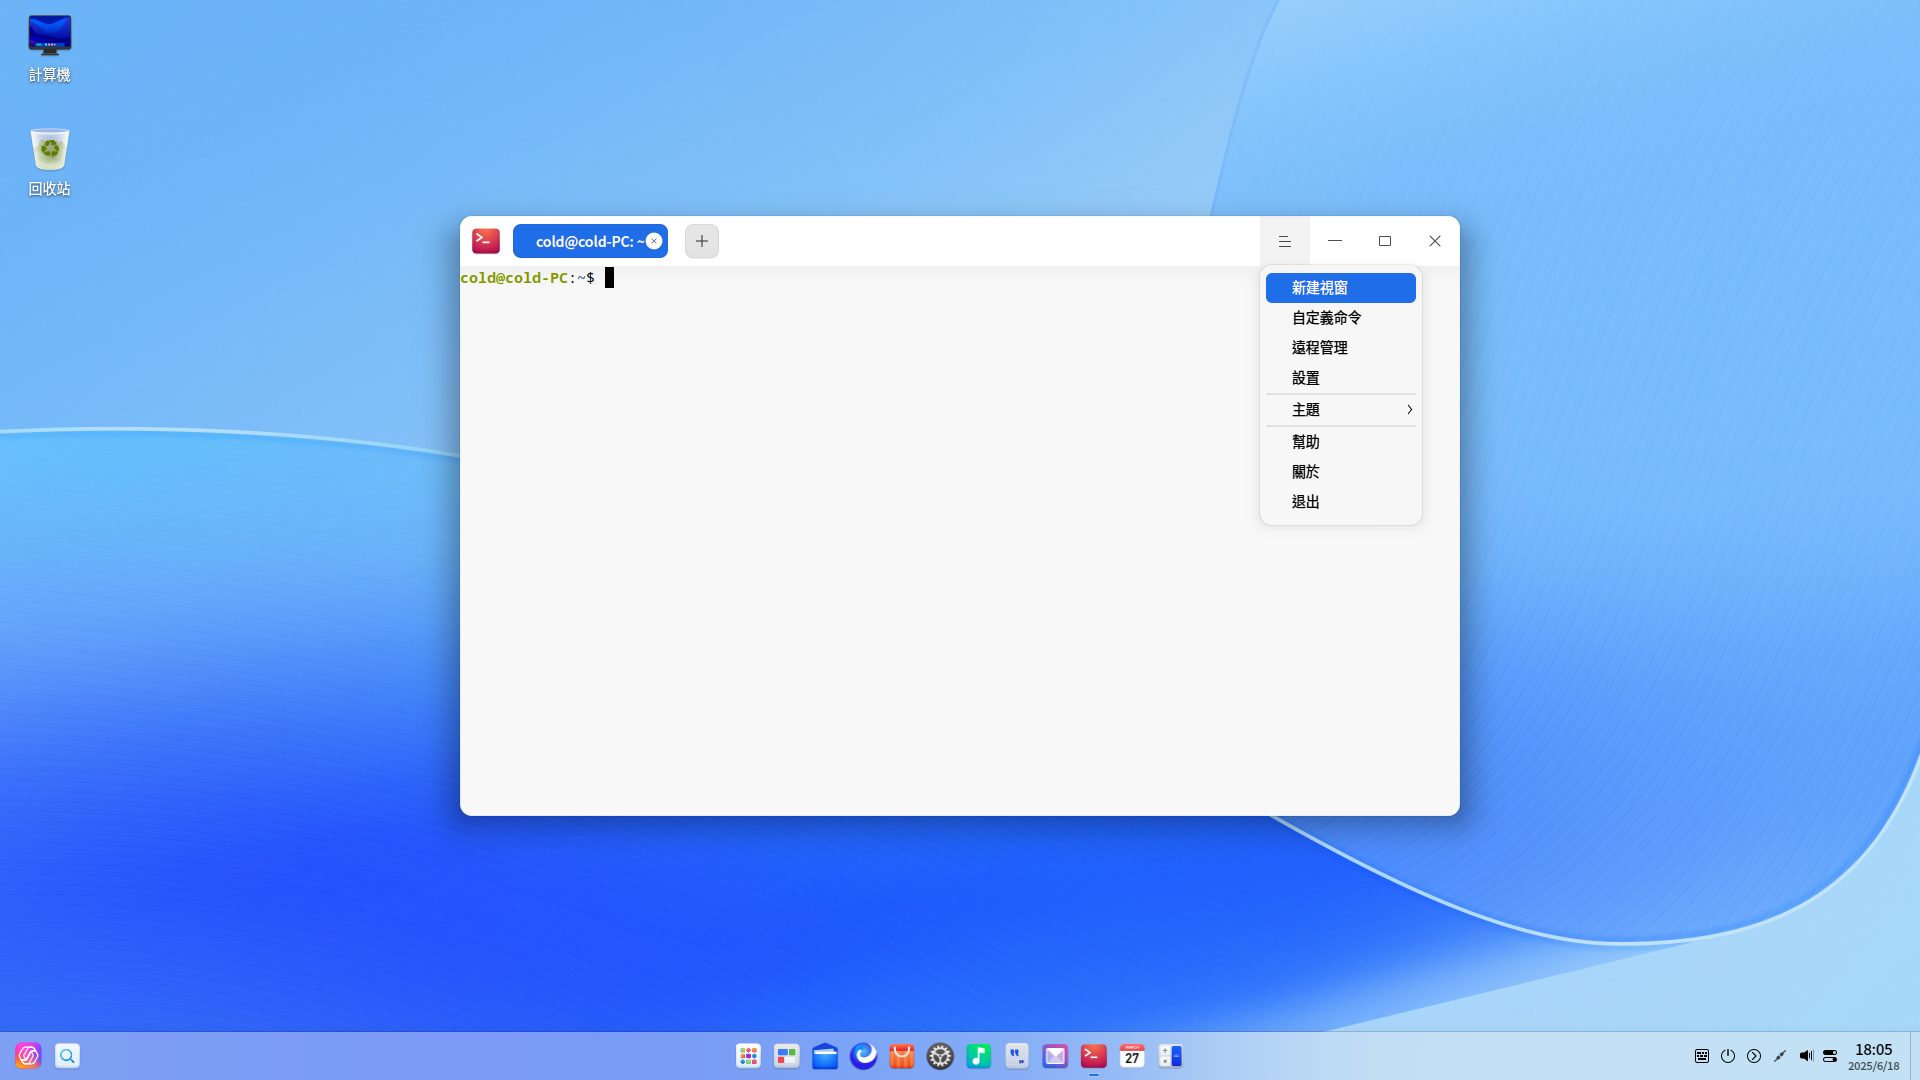 計算機
回收站
cold@cold-PC: ~
cold@cold-PC:~$
新建視窗
自定義命令
遠程管理
設置
主題
幫助
關於
退出
MARCH
27
18:05
2025/6/18